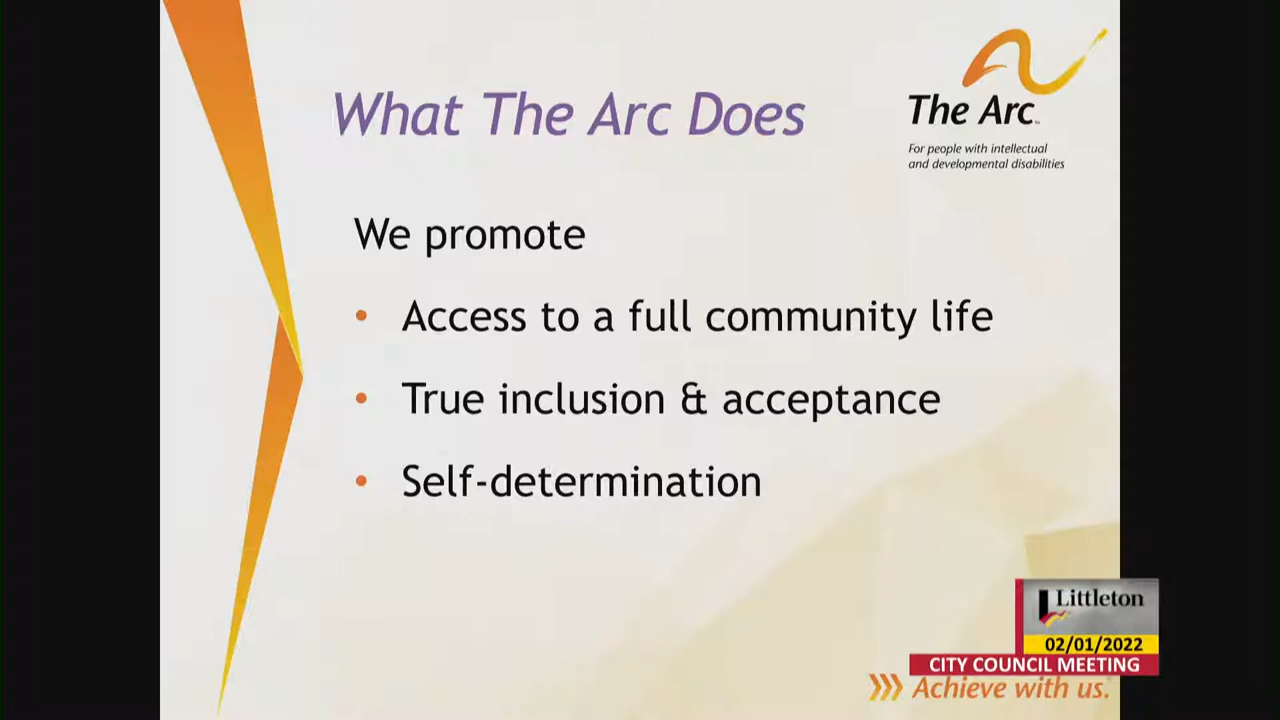 What The Arc Does
The Arc™
For people with intellectual
and developmental disabilities
We promote
• Access to a full community life
• True inclusion & acceptance
• Self-determination
Littleton
02/01/2022
CITY COUNCIL MEETING
Achieve with us.